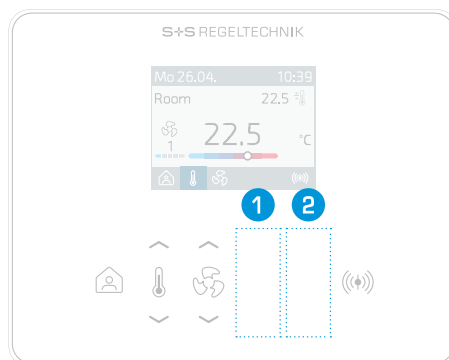 S+S REGELTECHNIK
Mo 26.04. 10:39
Room 22.5
22.5 °C
1
1 2